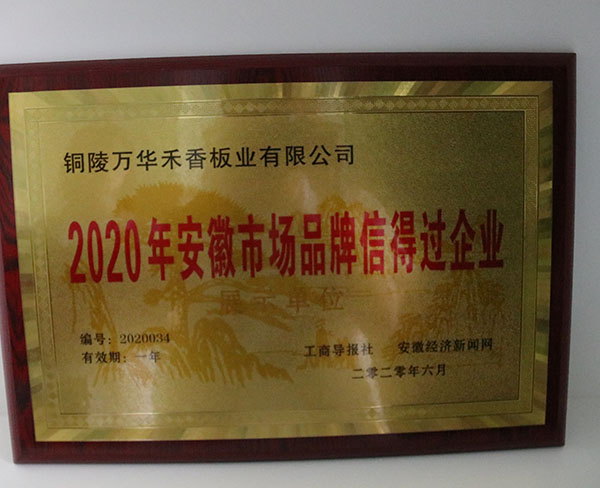 铜陵万华禾香板业有限公司
2020年安徽市场品牌信得过企业
展示单位
编号：2020034
有效期：一年
工商导报社 安徽经济新闻网
二零二零年六月